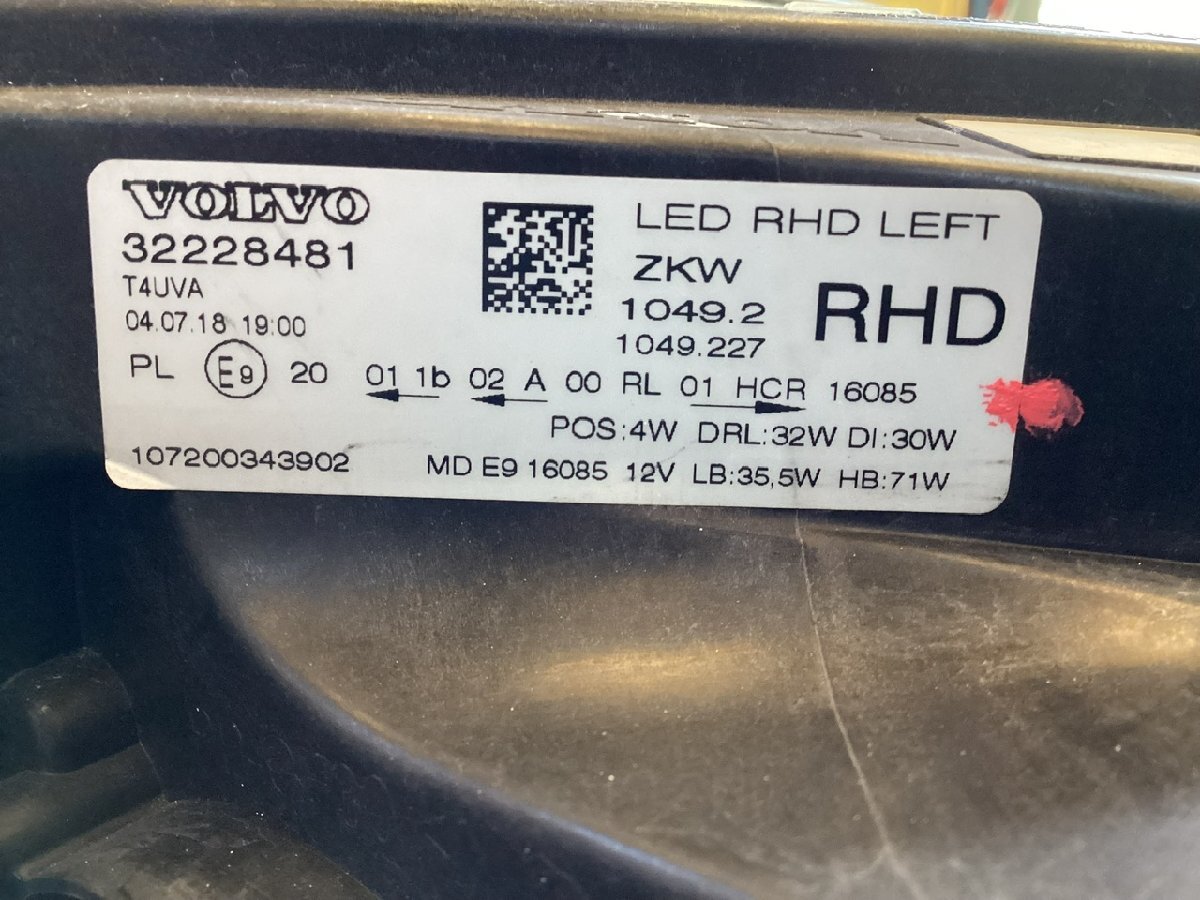 VOLVO
32228481
T4UVA
04.07.18 19:00
LED RHD LEFT
ZKW
1049.2
1049.227
RHD
PL E9 20 01 1b 02 A 00 RL 01 HCR 16085
POS:4W DRL:32W DI:30W
107200343902 MD E9 16085 12V LB:35,5W HB:71W